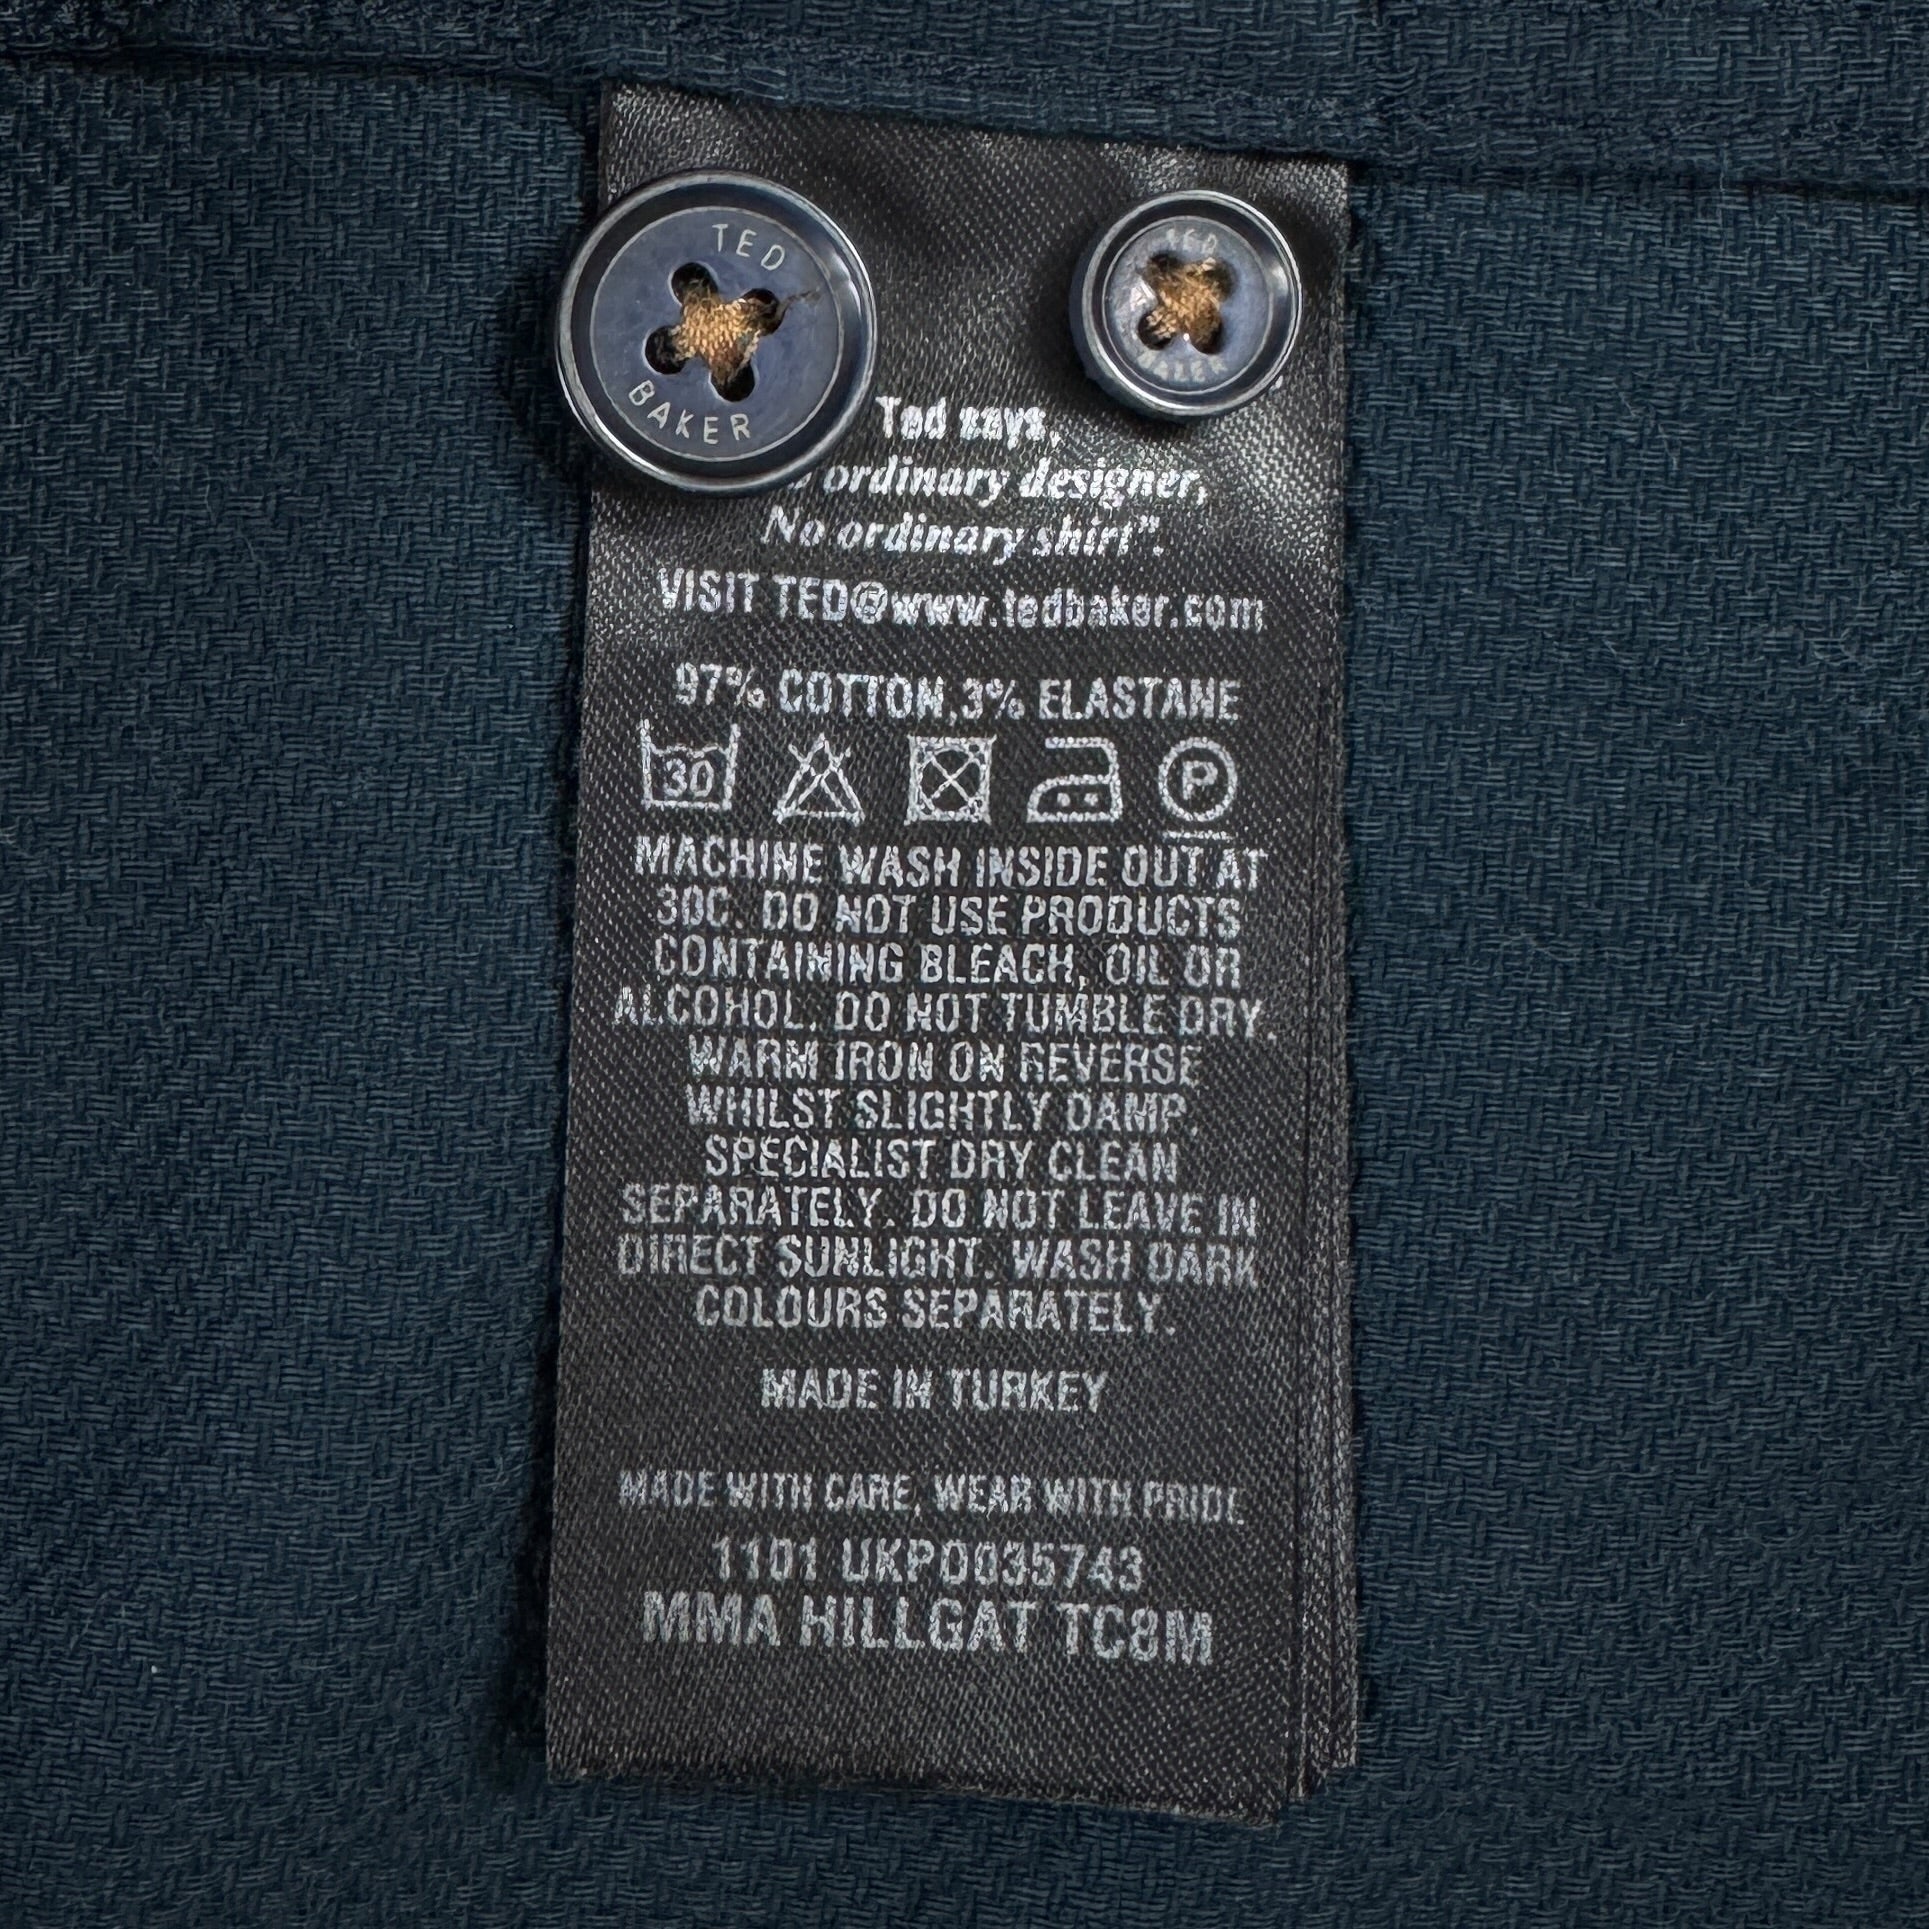 TED
BAKER
TED
BAKER
Ted says,
ordinary designer,
No ordinary shirt".
VISIT TED@www.tedbaker.com
97% COTTON,3% ELASTANE
30
P
MACHINE WASH INSIDE OUT AT
30C. DO NOT USE PRODUCTS
CONTAINING BLEACH, OIL OR
ALCOHOL. DO NOT TUMBLE DRY.
WARM IRON ON REVERSE
WHILST SLIGHTLY DAMP.
SPECIALIST DRY CLEAN
SEPARATELY. DO NOT LEAVE IN
DIRECT SUNLIGHT. WASH DARK
COLOURS SEPARATELY.
MADE IN TURKEY
MADE WITH CARE, WEAR WITH PRIDE
1101 UKP0035743
MMA HILLGAT TC8M